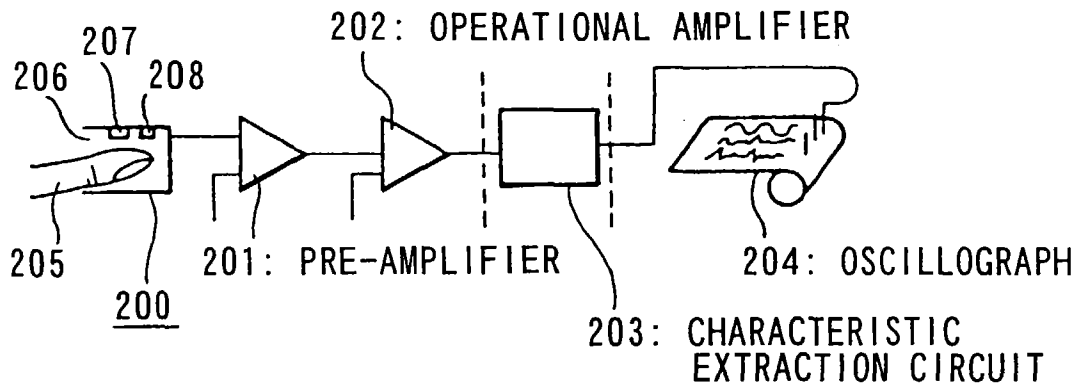 202: OPERATIONAL AMPLIFIER
207
206
208
205
201: PRE-AMPLIFIER
204: OSCILLOGRAPH
200
203: CHARACTERISTIC
EXTRACTION CIRCUIT